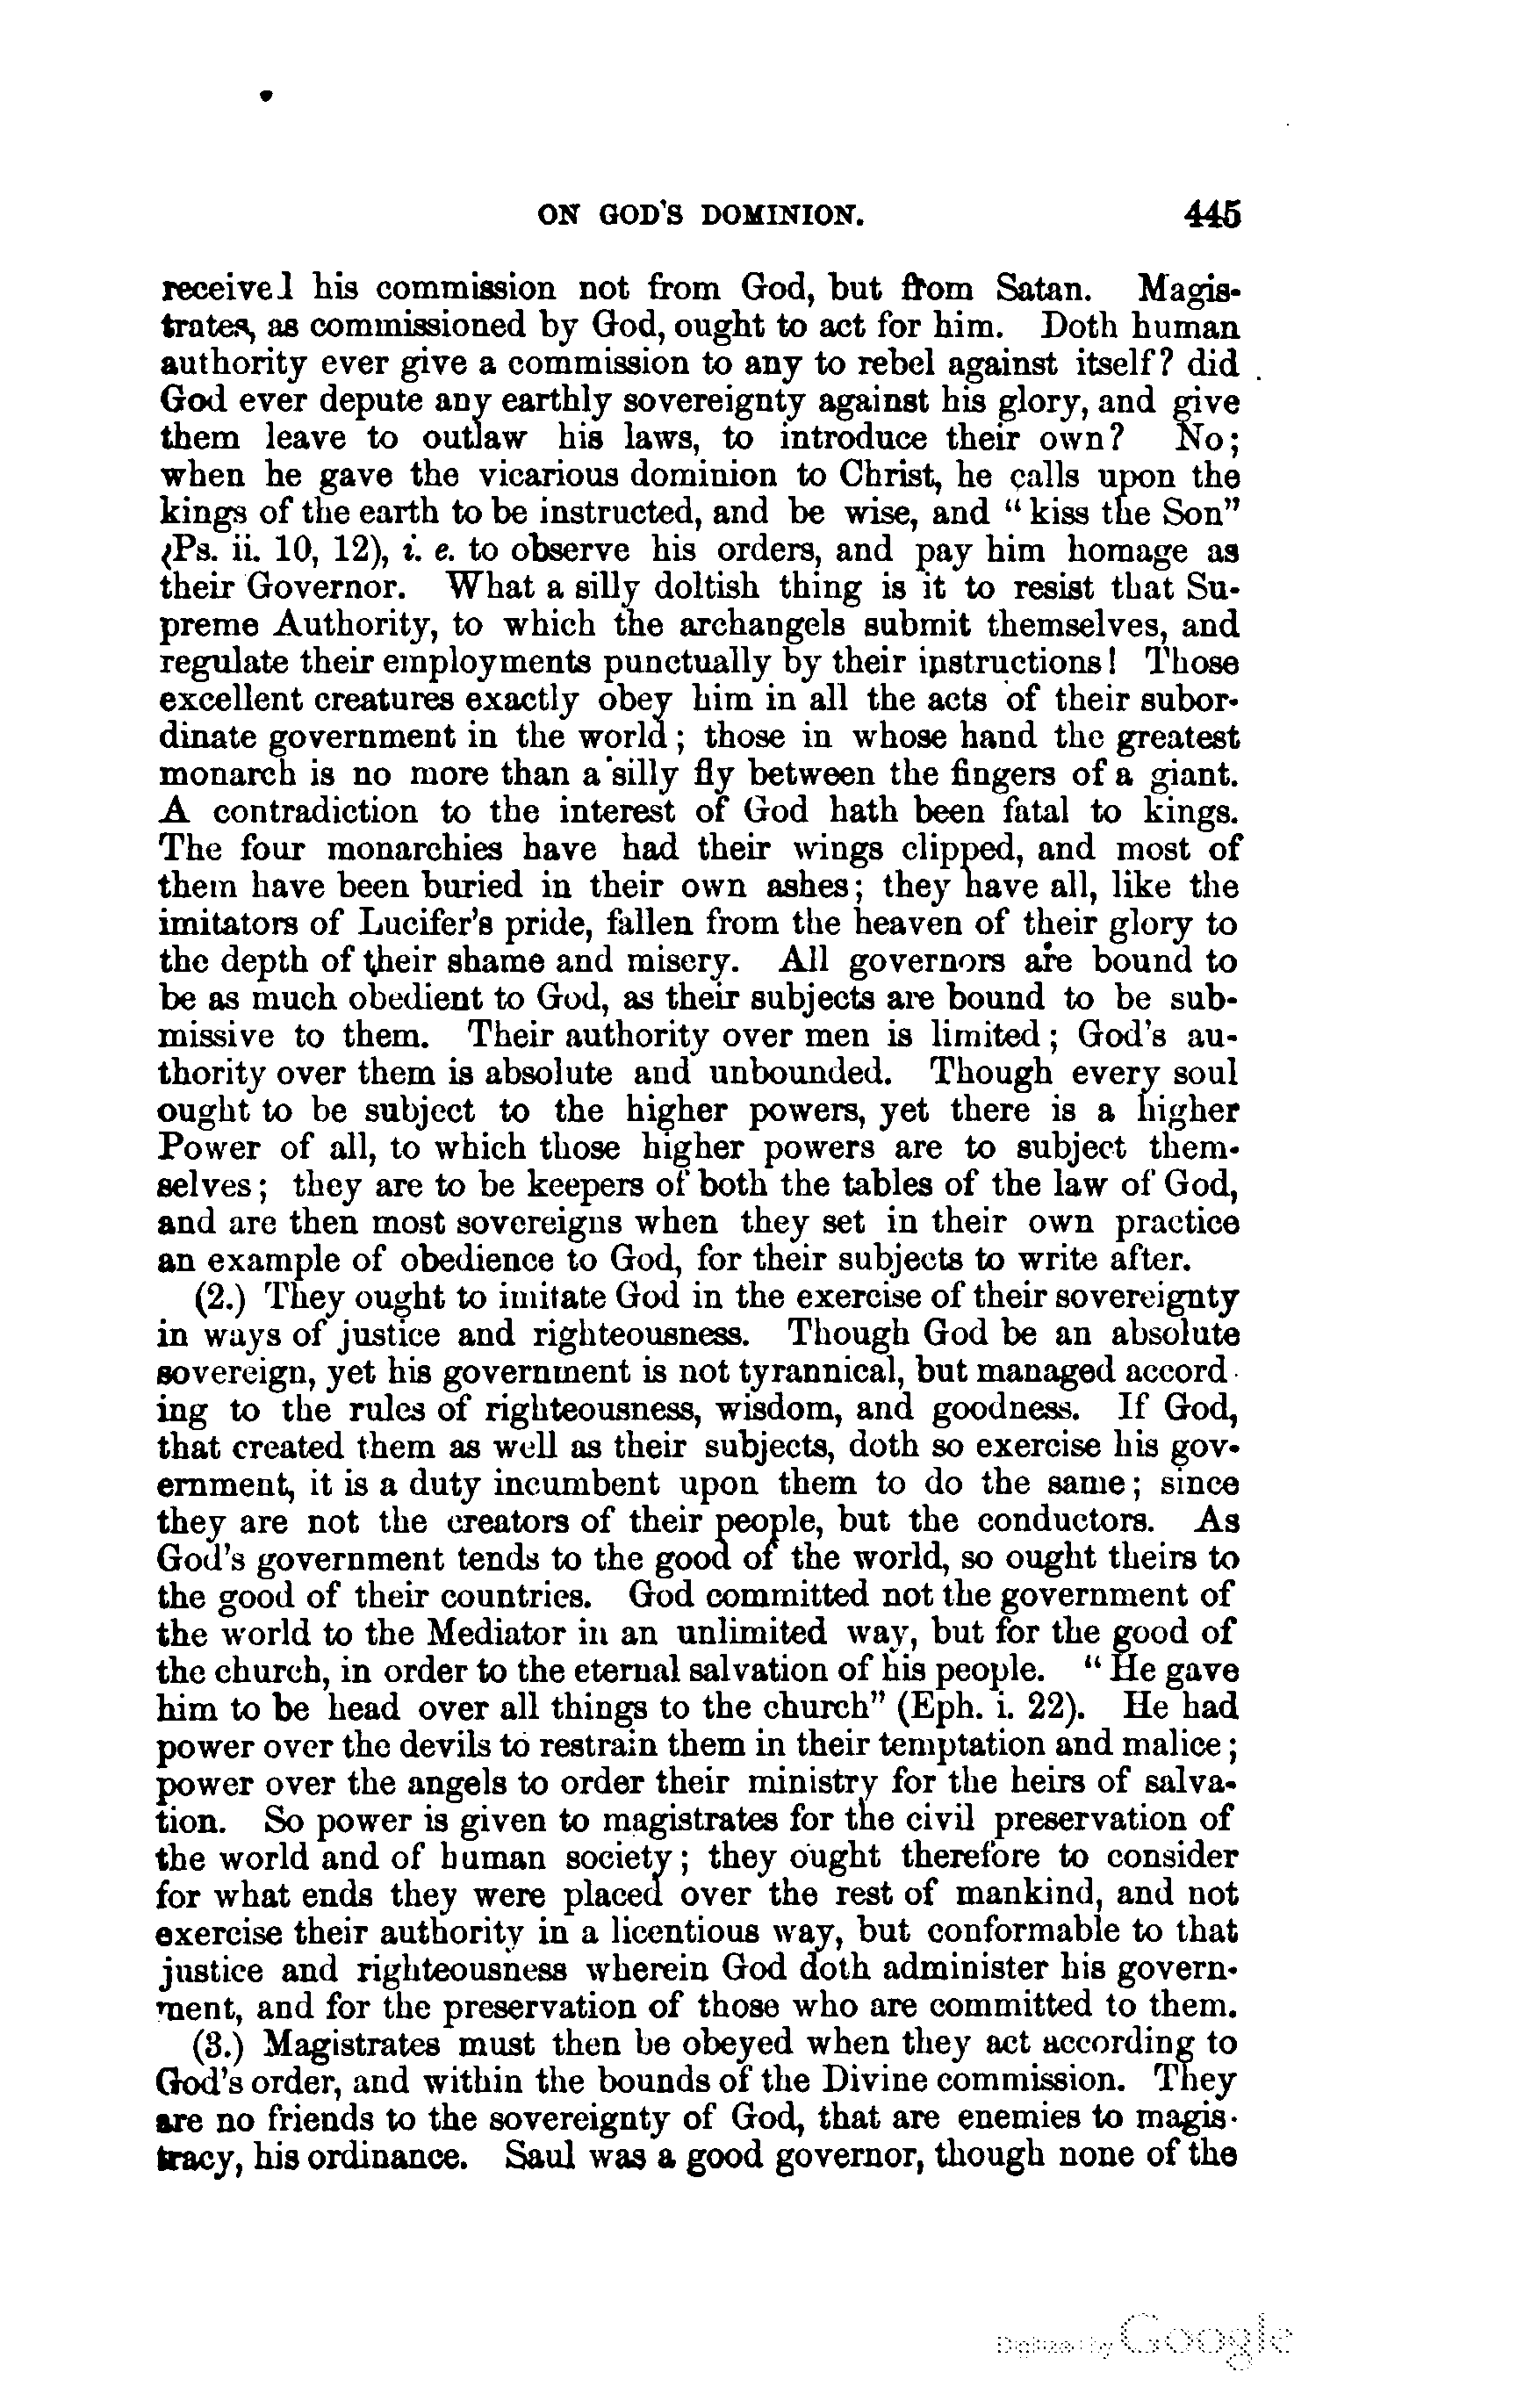 ON GOD'S DOMINION. 445
received his commission not from God, but from Satan. Magis-
trates, as commissioned by God, ought to act for him. Doth human
authority ever give a commission to any to rebel against itself? did
God ever depute any earthly sovereignty against his glory, and give
them leave to outlaw his laws, to introduce their own? No;
when he gave the vicarious dominion to Christ, he calls upon the
kings of the earth to be instructed, and be wise, and "kiss the Son"
(Ps. ii. 10, 12), i. e. to observe his orders, and pay him homage as
their Governor. What a silly doltish thing is it to resist that Su-
preme Authority, to which the archangels submit themselves, and
regulate their employments punctually by their instructions! Those
excellent creatures exactly obey him in all the acts of their subor-
dinate government in the world; those in whose hand the greatest
monarch is no more than a silly fly between the fingers of a giant.
A contradiction to the interest of God hath been fatal to kings.
The four monarchies have had their wings clipped, and most of
them have been buried in their own ashes; they have all, like the
imitators of Lucifer's pride, fallen from the heaven of their glory to
the depth of their shame and misery. All governors are bound to
be as much obedient to God, as their subjects are bound to be sub-
missive to them. Their authority over men is limited; God's au-
thority over them is absolute and unbounded. Though every soul
ought to be subject to the higher powers, yet there is a higher
Power of all, to which those higher powers are to subject them-
selves; they are to be keepers of both the tables of the law of God,
and are then most sovereigns when they set in their own practice
an example of obedience to God, for their subjects to write after.
(2.) They ought to imitate God in the exercise of their sovereignty
in ways of justice and righteousness. Though God be an absolute
sovereign, yet his government is not tyrannical, but managed accord-
ing to the rules of righteousness, wisdom, and goodness. If God,
that created them as well as their subjects, doth so exercise his gov-
ernment, it is a duty incumbent upon them to do the same; since
they are not the creators of their people, but the conductors. As
God's government tends to the good of the world, so ought theirs to
the good of their countries. God committed not the government of
the world to the Mediator in an unlimited way, but for the good of
the church, in order to the eternal salvation of his people. "He gave
him to be head over all things to the church" (Eph. i. 22). He had
power over the devils to restrain them in their temptation and malice;
power over the angels to order their ministry for the heirs of salva-
tion. So power is given to magistrates for the civil preservation of
the world and of human society; they ought therefore to consider
for what ends they were placed over the rest of mankind, and not
exercise their authority in a licentious way, but conformable to that
justice and righteousness wherein God doth administer his govern-
ment, and for the preservation of those who are committed to them.
(3.) Magistrates must then be obeyed when they act according to
God's order, and within the bounds of the Divine commission. They
are no friends to the sovereignty of God, that are enemies to magis-
tracy, his ordinance. Saul was a good governor, though none of the
Digitized by Google